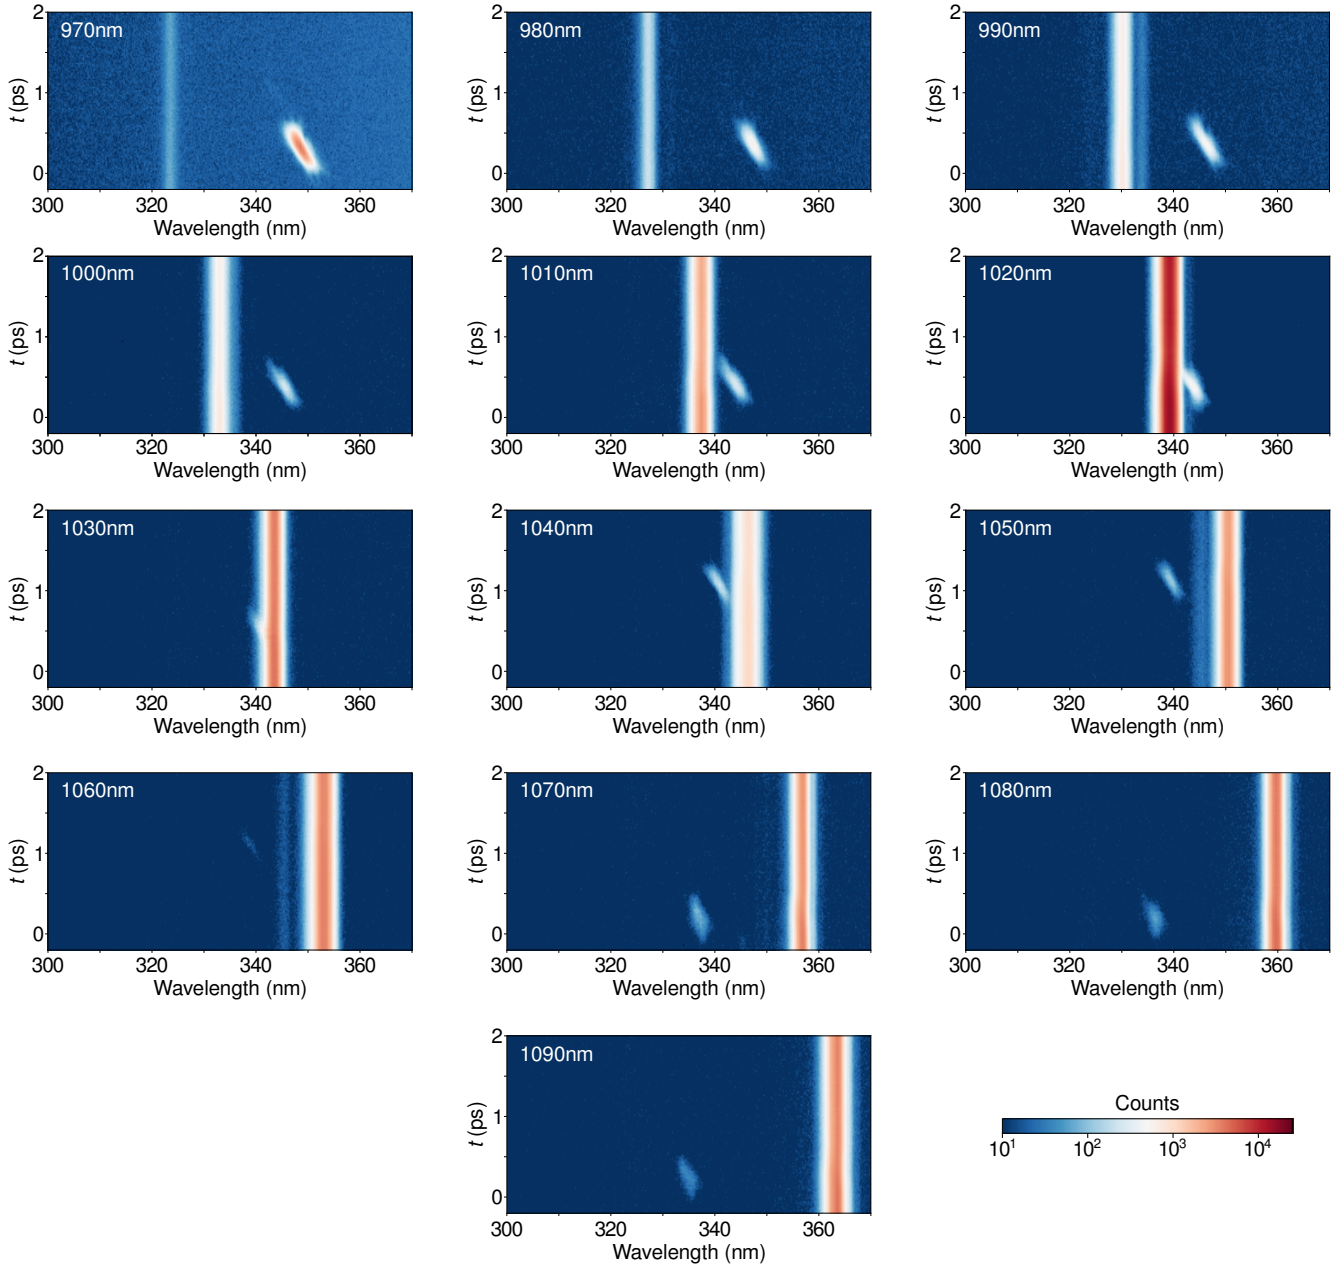 2 970nm 2 980nm 2 990nm
1 1 1
t (ps) t (ps) t (ps)
0 0 0
300 320 340 360 300 320 340 360 300 320 340 360
Wavelength (nm) Wavelength (nm) Wavelength (nm)
2 1000nm 2 1010nm 2 1020nm
1 1 1
t (ps) t (ps) t (ps)
0 0 0
300 320 340 360 300 320 340 360 300 320 340 360
Wavelength (nm) Wavelength (nm) Wavelength (nm)
2 1030nm 2 1040nm 2 1050nm
1 1 1
t (ps) t (ps) t (ps)
0 0 0
300 320 340 360 300 320 340 360 300 320 340 360
Wavelength (nm) Wavelength (nm) Wavelength (nm)
2 1060nm 2 1070nm 2 1080nm
1 1 1
t (ps) t (ps) t (ps)
0 0 0
300 320 340 360 300 320 340 360 300 320 340 360
Wavelength (nm) Wavelength (nm) Wavelength (nm)
2 1090nm
1
t (ps)
0
300 320 340 360
Wavelength (nm)
Counts
10¹ 10² 10³ 10⁴